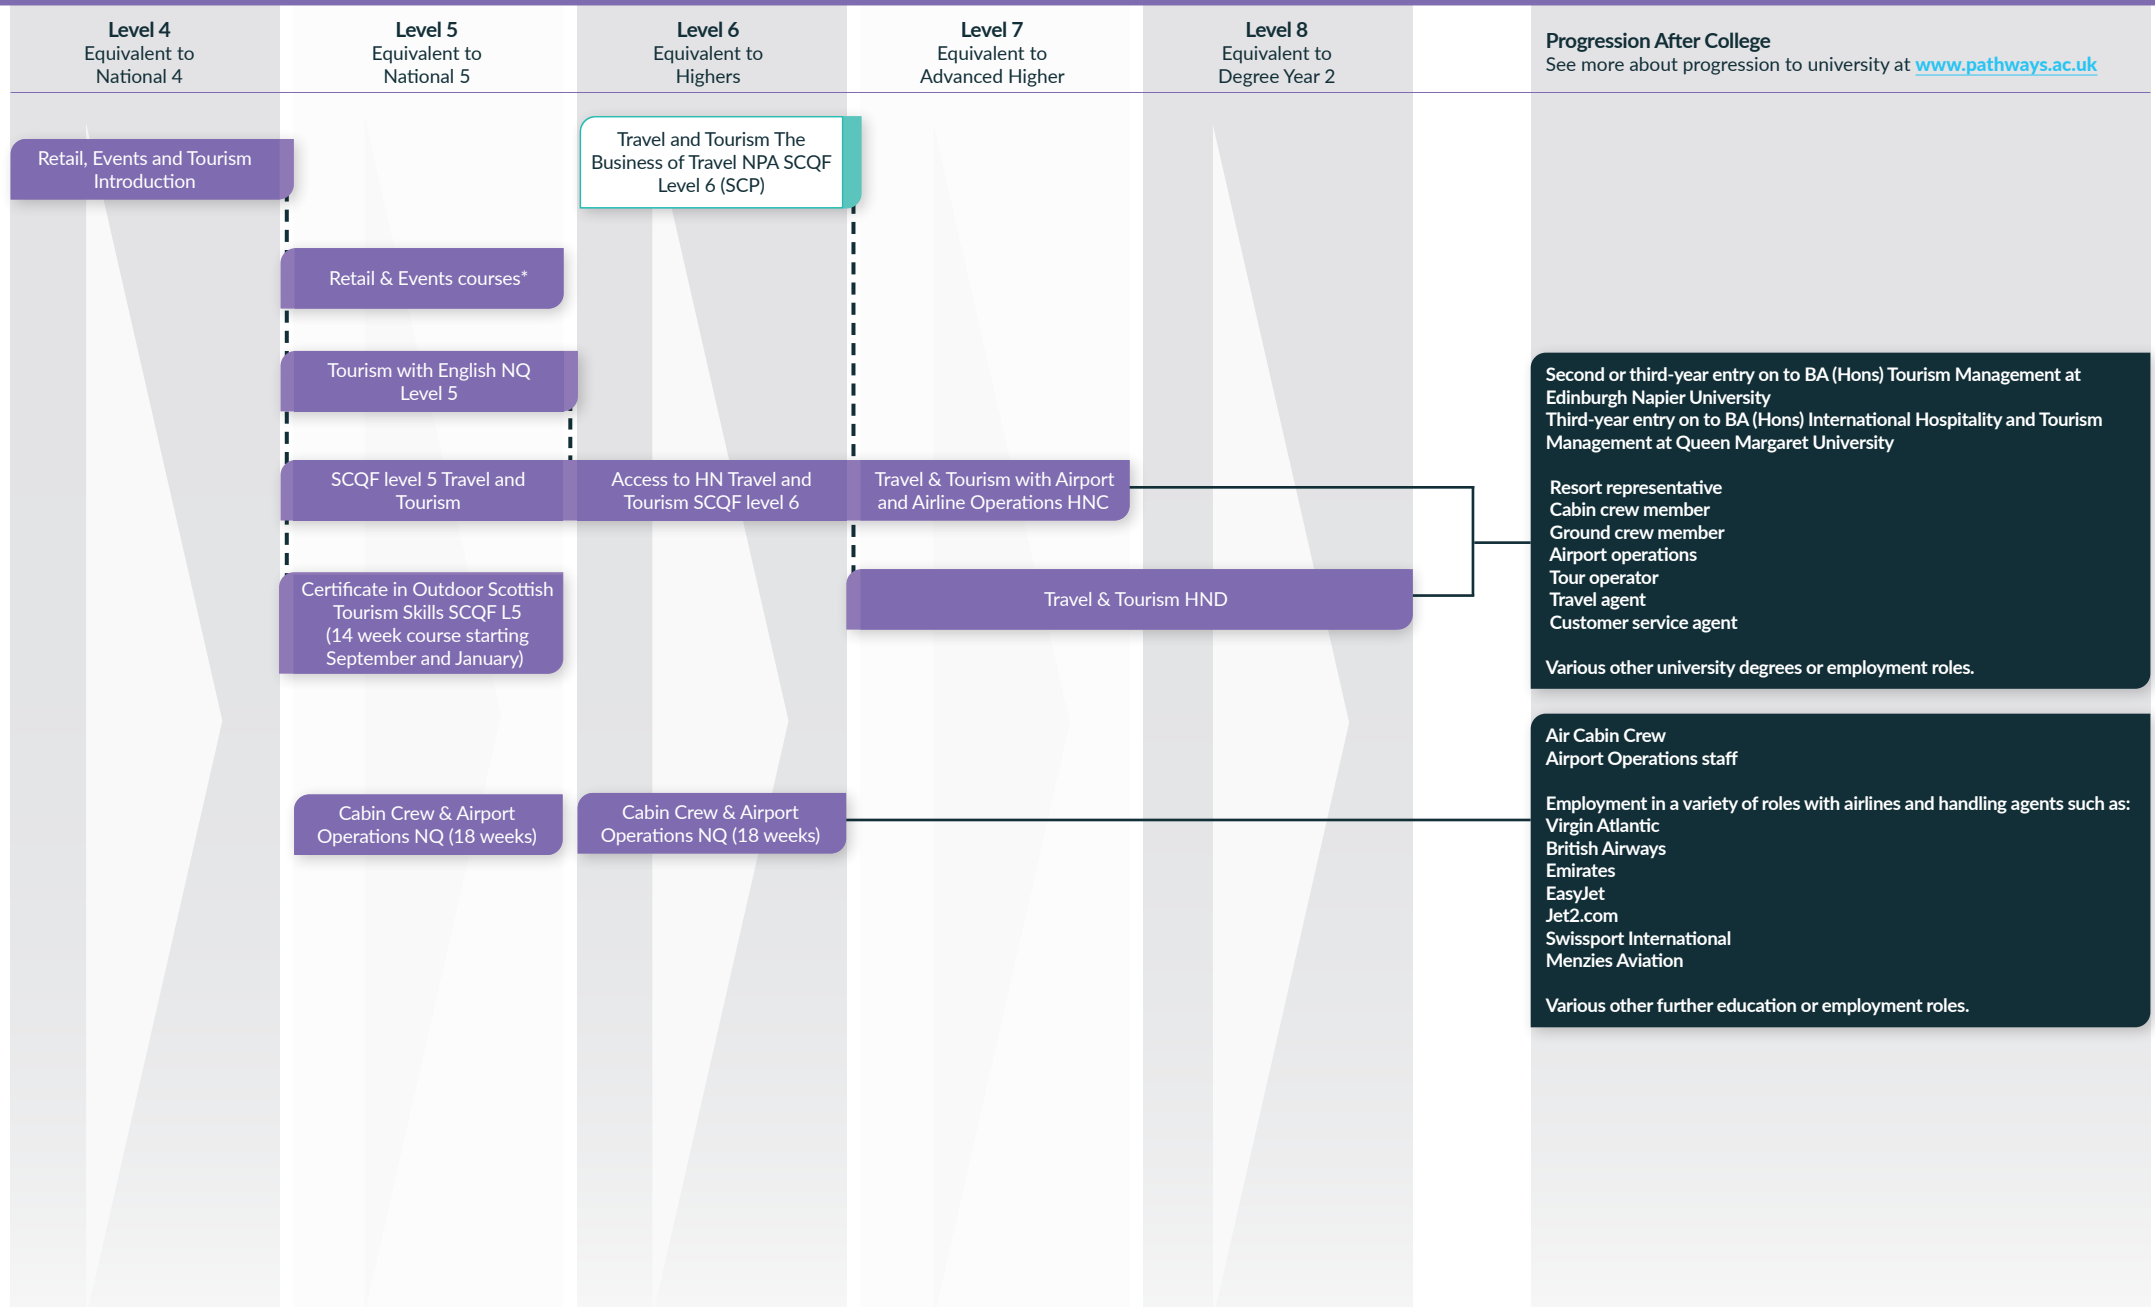 Level 4
Equivalent to
National 4
Level 5
Equivalent to
National 5
Level 6
Equivalent to
Highers
Level 7
Equivalent to
Advanced Higher
Level 8
Equivalent to
Degree Year 2
Progression After College
See more about progression to university at www.pathways.ac.uk
Retail, Events and Tourism
Introduction
Travel and Tourism The
Business of Travel NPA SCQF
Level 6 (SCP)
Retail & Events courses*
Tourism with English NQ
Level 5
SCQF level 5 Travel and
Tourism
Access to HN Travel and
Tourism SCQF level 6
Travel & Tourism with Airport
and Airline Operations HNC
Certificate in Outdoor Scottish
Tourism Skills SCQF L5
(14 week course starting
September and January)
Travel & Tourism HND
Second or third-year entry on to BA (Hons) Tourism Management at
Edinburgh Napier University
Third-year entry on to BA (Hons) International Hospitality and Tourism
Management at Queen Margaret University
Resort representative
Cabin crew member
Ground crew member
Airport operations
Tour operator
Travel agent
Customer service agent
Various other university degrees or employment roles.
Cabin Crew & Airport
Operations NQ (18 weeks)
Cabin Crew & Airport
Operations NQ (18 weeks)
Air Cabin Crew
Airport Operations staff
Employment in a variety of roles with airlines and handling agents such as:
Virgin Atlantic
British Airways
Emirates
EasyJet
Jet2.com
Swissport International
Menzies Aviation
Various other further education or employment roles.